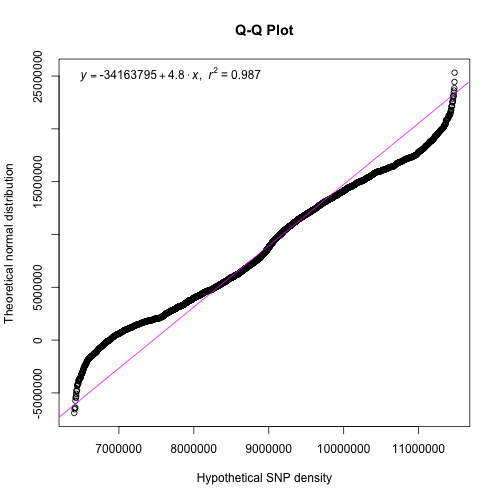 Q-Q Plot
y = -34163795 + 4.8 · x, r² = 0.987
25000000
15000000
5000000
0
-5000000
Theoretical normal distribution
7000000 8000000 9000000 10000000 11000000
Hypothetical SNP density